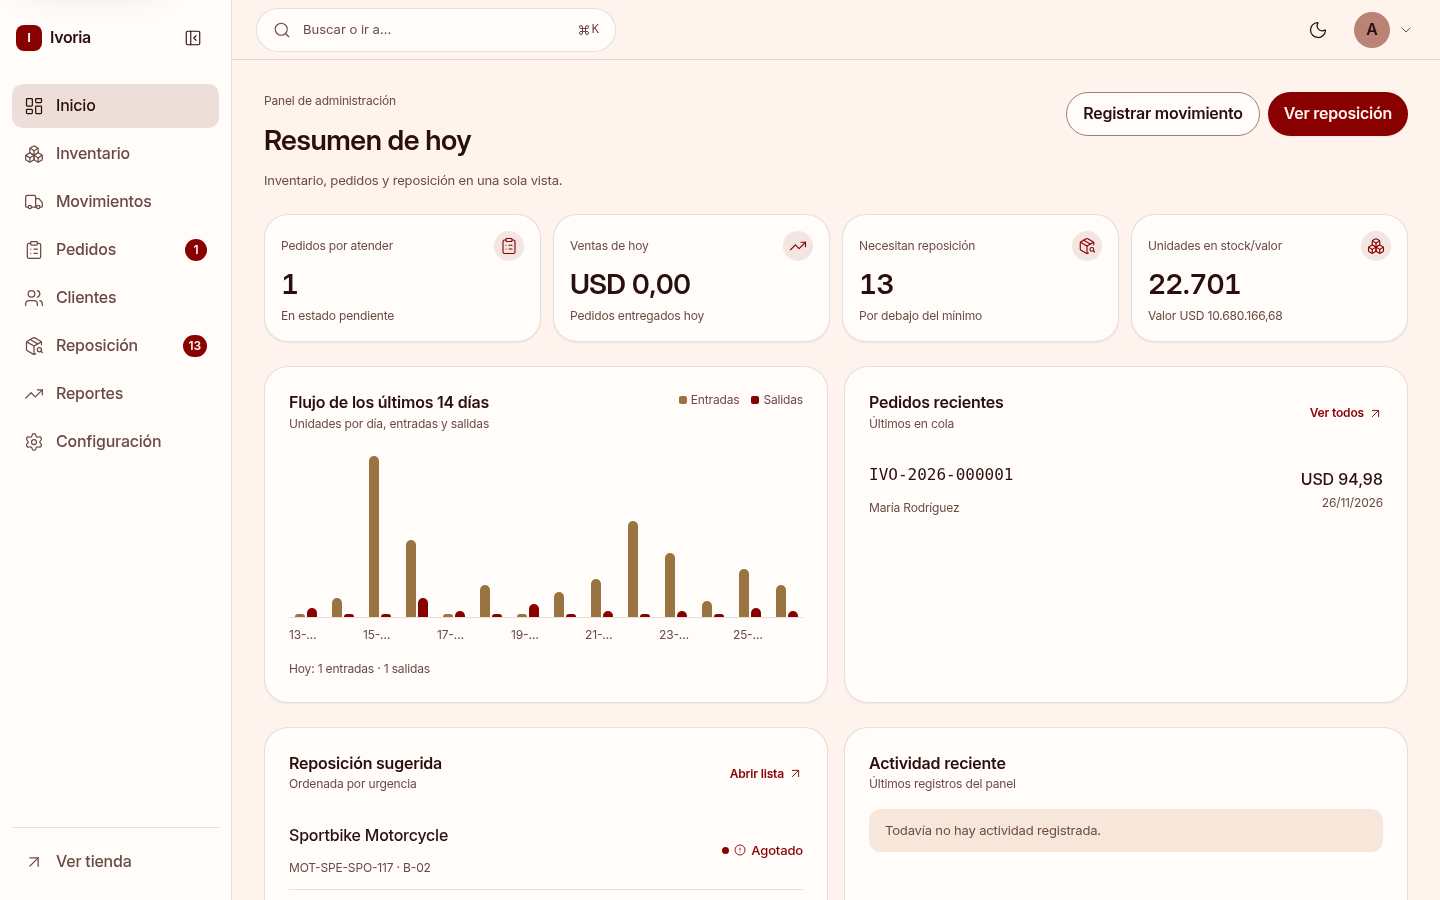 I Ivoria
Inicio
Inventario
Movimientos
Pedidos 1
Clientes
Reposición 13
Reportes
Configuración
Ver tienda
Buscar o ir a... ⌘K
A
Panel de administración
Resumen de hoy
Inventario, pedidos y reposición en una sola vista.
Registrar movimiento
Ver reposición
Pedidos por atender
1
En estado pendiente
Ventas de hoy
USD 0,00
Pedidos entregados hoy
Necesitan reposición
13
Por debajo del mínimo
Unidades en stock/valor
22.701
Valor USD 10.680.166,68
Flujo de los últimos 14 días
Unidades por día, entradas y salidas
Entradas Salidas
13-... 15-... 17-... 19-... 21-... 23-... 25-...
Hoy: 1 entradas · 1 salidas
Pedidos recientes
Últimos en cola
Ver todos
IVO-2026-000001
María Rodríguez
USD 94,98
26/11/2026
Reposición sugerida
Ordenada por urgencia
Abrir lista
Sportbike Motorcycle
MOT-SPE-SPO-117 · B-02
Agotado
Actividad reciente
Últimos registros del panel
Todavía no hay actividad registrada.